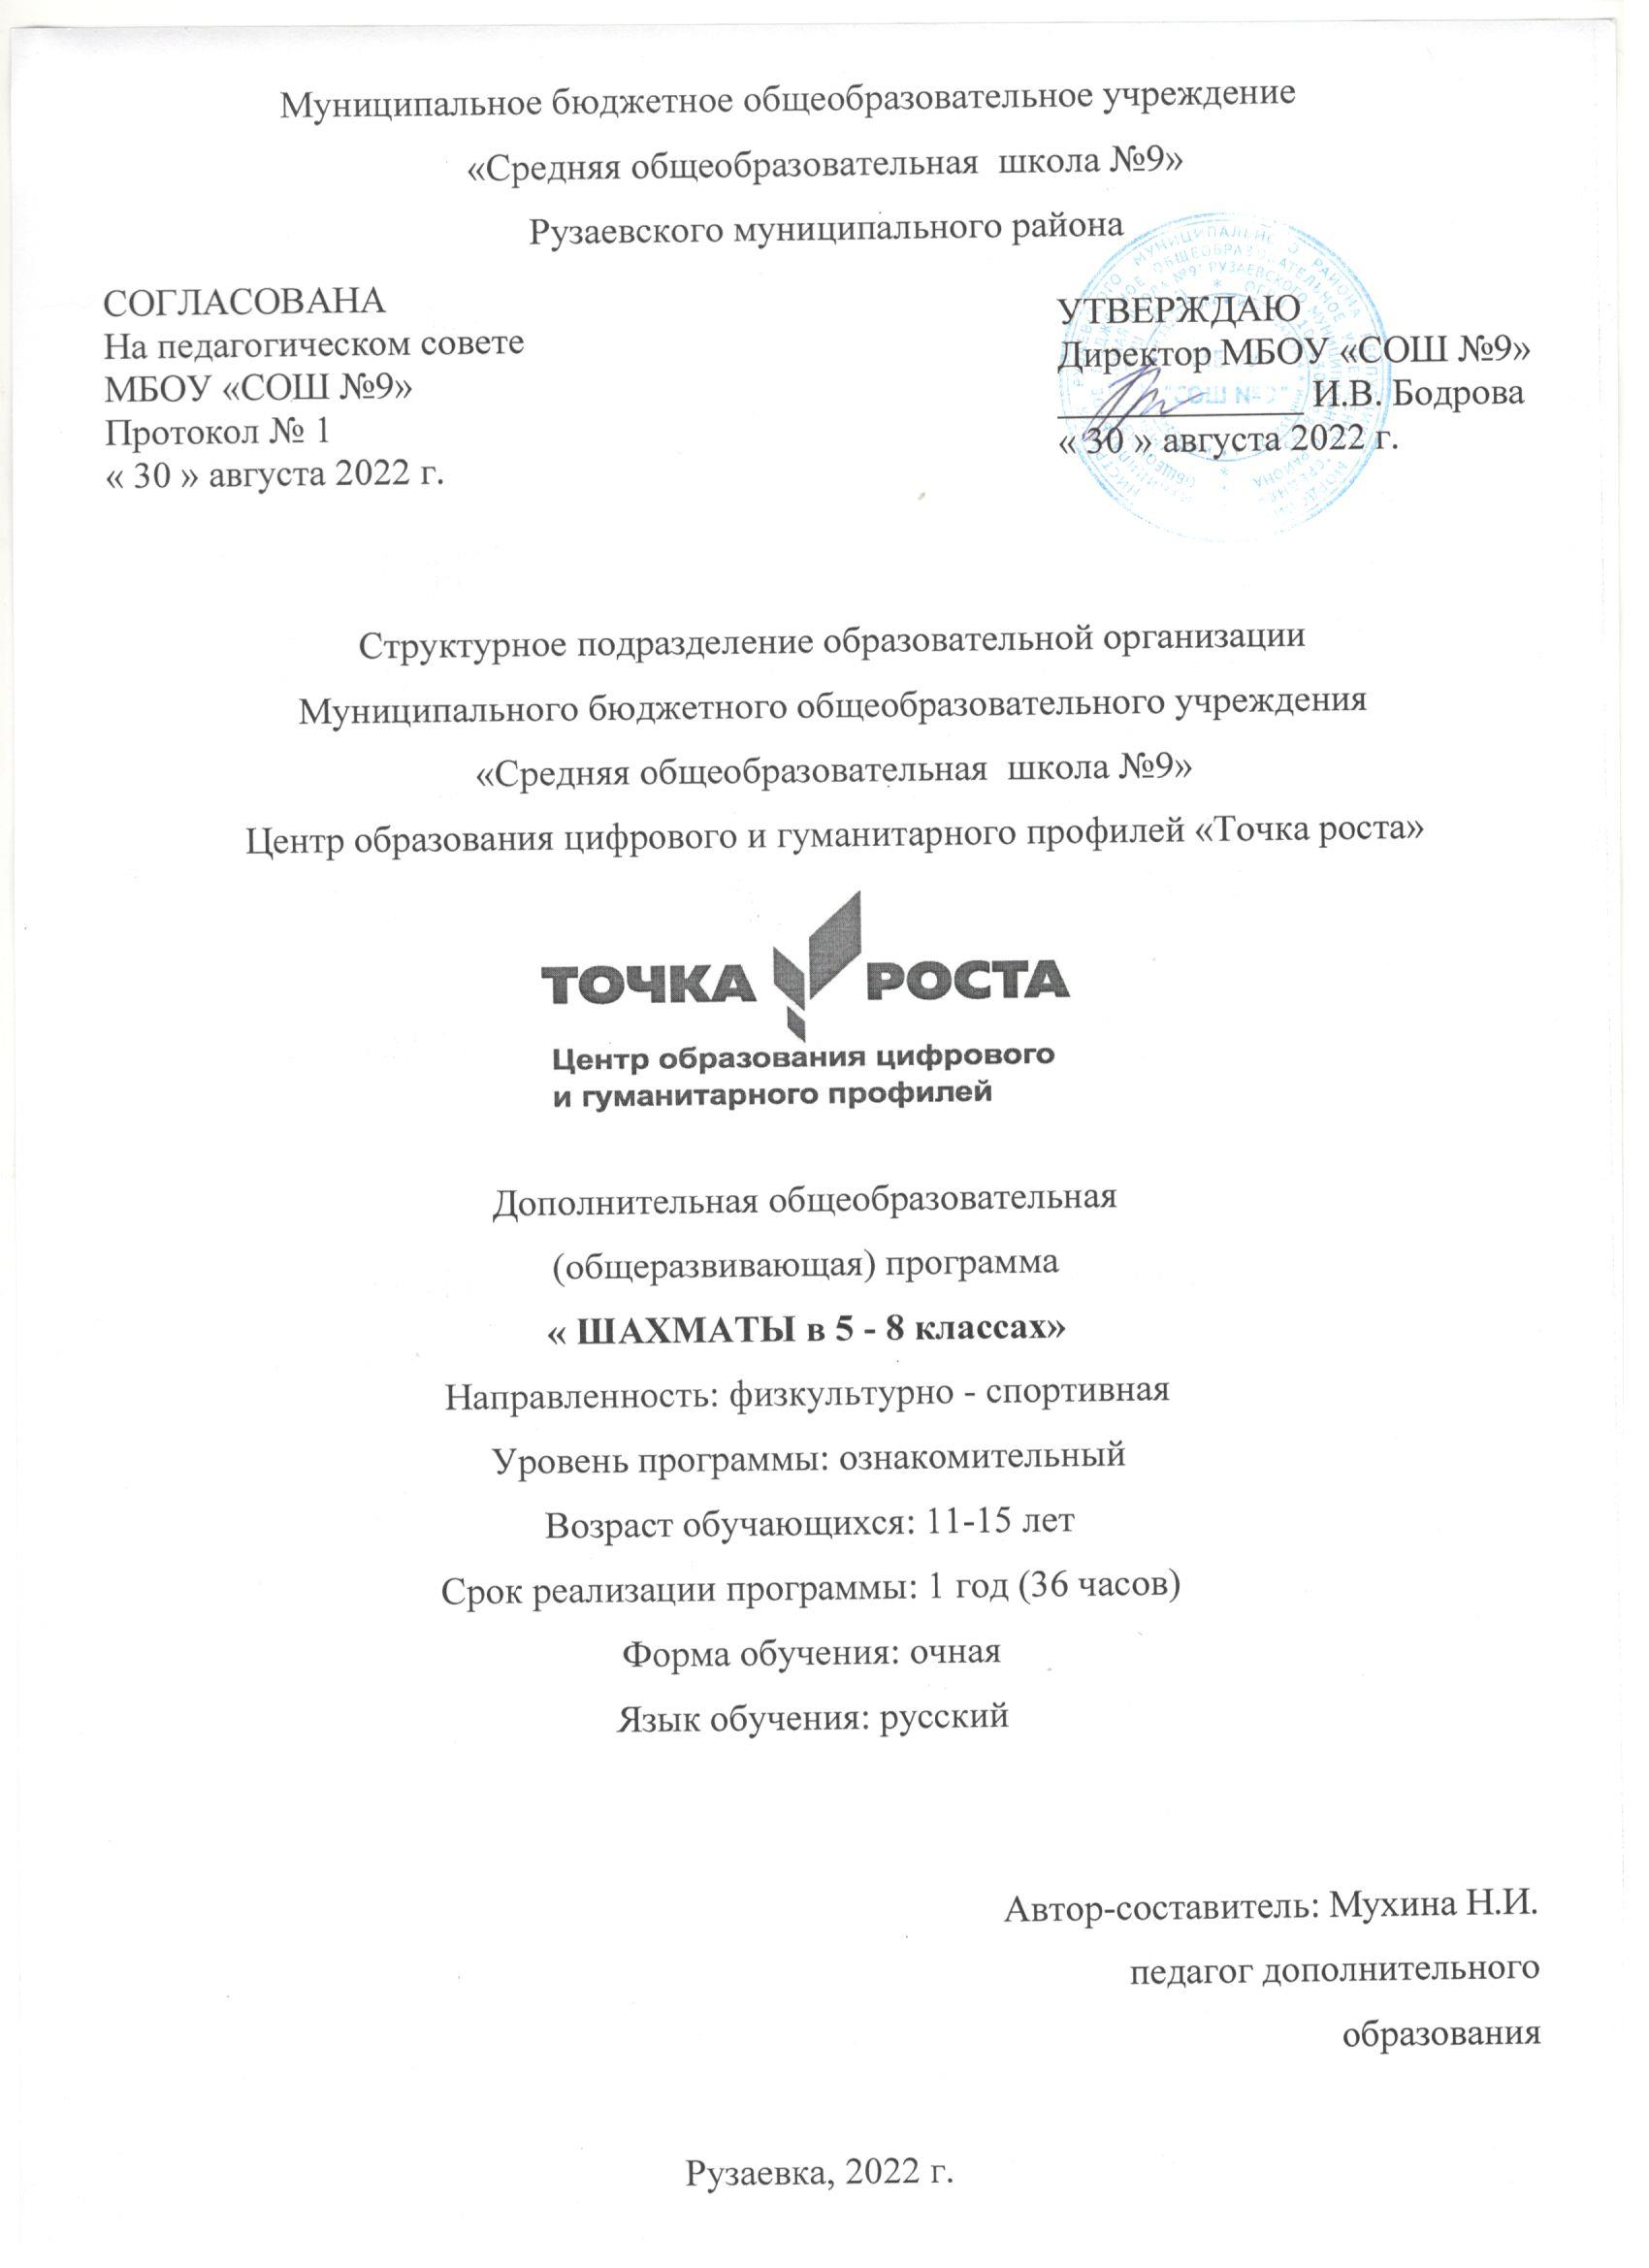 Муниципальное бюджетное общеобразовательное учреждение
«Средняя общеобразовательная школа №9»
Рузаевского муниципального района
СОГЛАСОВАНА
На педагогическом совете
МБОУ «СОШ №9»
Протокол № 1
« 30 » августа 2022 г.
УТВЕРЖДАЮ
Директор МБОУ «СОШ №9»
И.В. Бодрова
« 30 » августа 2022 г.
Структурное подразделение образовательной организации
Муниципального бюджетного общеобразовательного учреждения
«Средняя общеобразовательная школа №9»
Центр образования цифрового и гуманитарного профилей «Точка роста»
ТОЧКА РОСТА
Центр образования цифрового
и гуманитарного профилей
Дополнительная общеобразовательная
(общеразвивающая) программа
« ШАХМАТЫ в 5 - 8 классах»
Направленность: физкультурно - спортивная
Уровень программы: ознакомительный
Возраст обучающихся: 11-15 лет
Срок реализации программы: 1 год (36 часов)
Форма обучения: очная
Язык обучения: русский
Автор-составитель: Мухина Н.И.
педагог дополнительного
образования
Рузаевка, 2022 г.